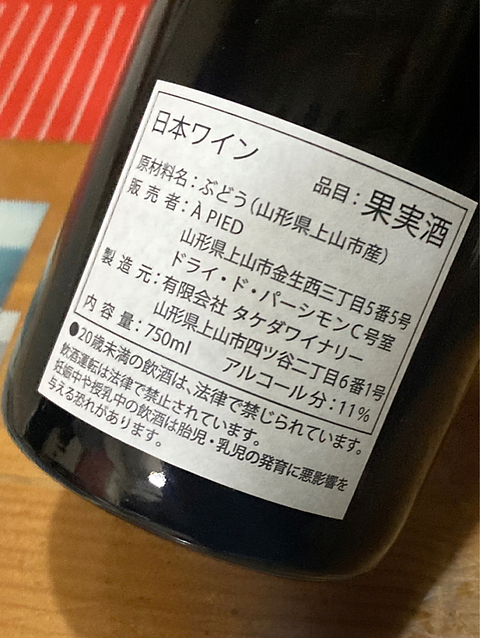 日本ワイン
品目：果実酒
原材料名：ぶどう（山形県上山市産）
販売者：À PIED
山形県上山市金生西三丁目5番5号
ドライ・ド・パーシモンC号室
製造元：有限会社 タケダワイナリー
山形県上山市四ツ谷二丁目6番1号
内容量：750ml アルコール分：11%
●20歳未満の飲酒は、法律で禁じられています。
飲酒運転は法律で禁止されています。
妊娠中や授乳中の飲酒は胎児・乳児の発育に悪影響を
与える恐れがあります。